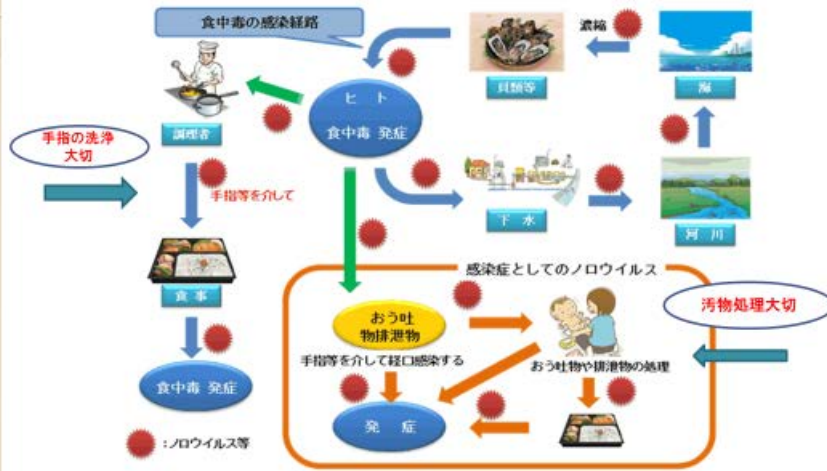 食中毒の感染経路
濃縮
貝類等
海
ヒト
食中毒 発症
調理者
手指の洗浄
大切
手指等を介して
下水
河川
食事
感染症としてのノロウイルス
汚物処理大切
おう吐
物排泄物
手指等を介して経口感染する
おう吐物や排泄物の処理
食中毒 発症
発症
:ノロウイルス等